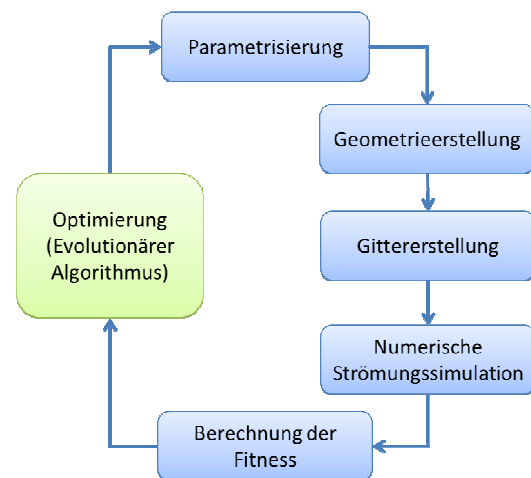 Parametrisierung
Geometrieerstellung
Gittererstellung
Numerische
Strömungssimulation
Berechnung der
Fitness
Optimierung
(Evolutionärer
Algorithmus)